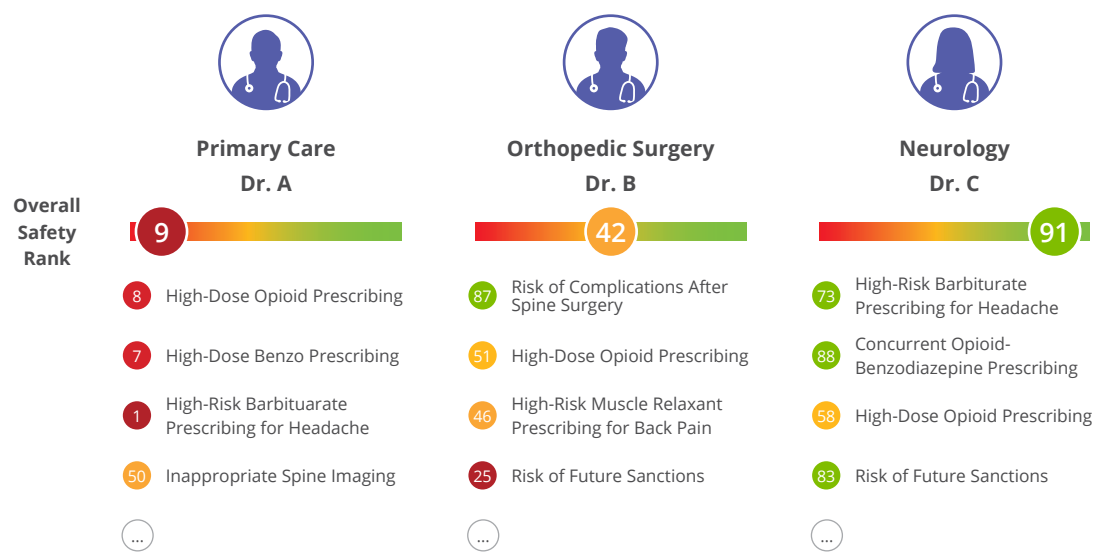 Primary Care
Dr. A
Orthopedic Surgery
Dr. B
Neurology
Dr. C
Overall
Safety
Rank
9
42
91
8 High-Dose Opioid Prescribing
7 High-Dose Benzo Prescribing
1 High-Risk Barbituarate
Prescribing for Headache
50 Inappropriate Spine Imaging
...
87 Risk of Complications After
Spine Surgery
51 High-Dose Opioid Prescribing
46 High-Risk Muscle Relaxant
Prescribing for Back Pain
25 Risk of Future Sanctions
...
73 High-Risk Barbiturate
Prescribing for Headache
88 Concurrent Opioid-
Benzodiazepine Prescribing
58 High-Dose Opioid Prescribing
83 Risk of Future Sanctions
...